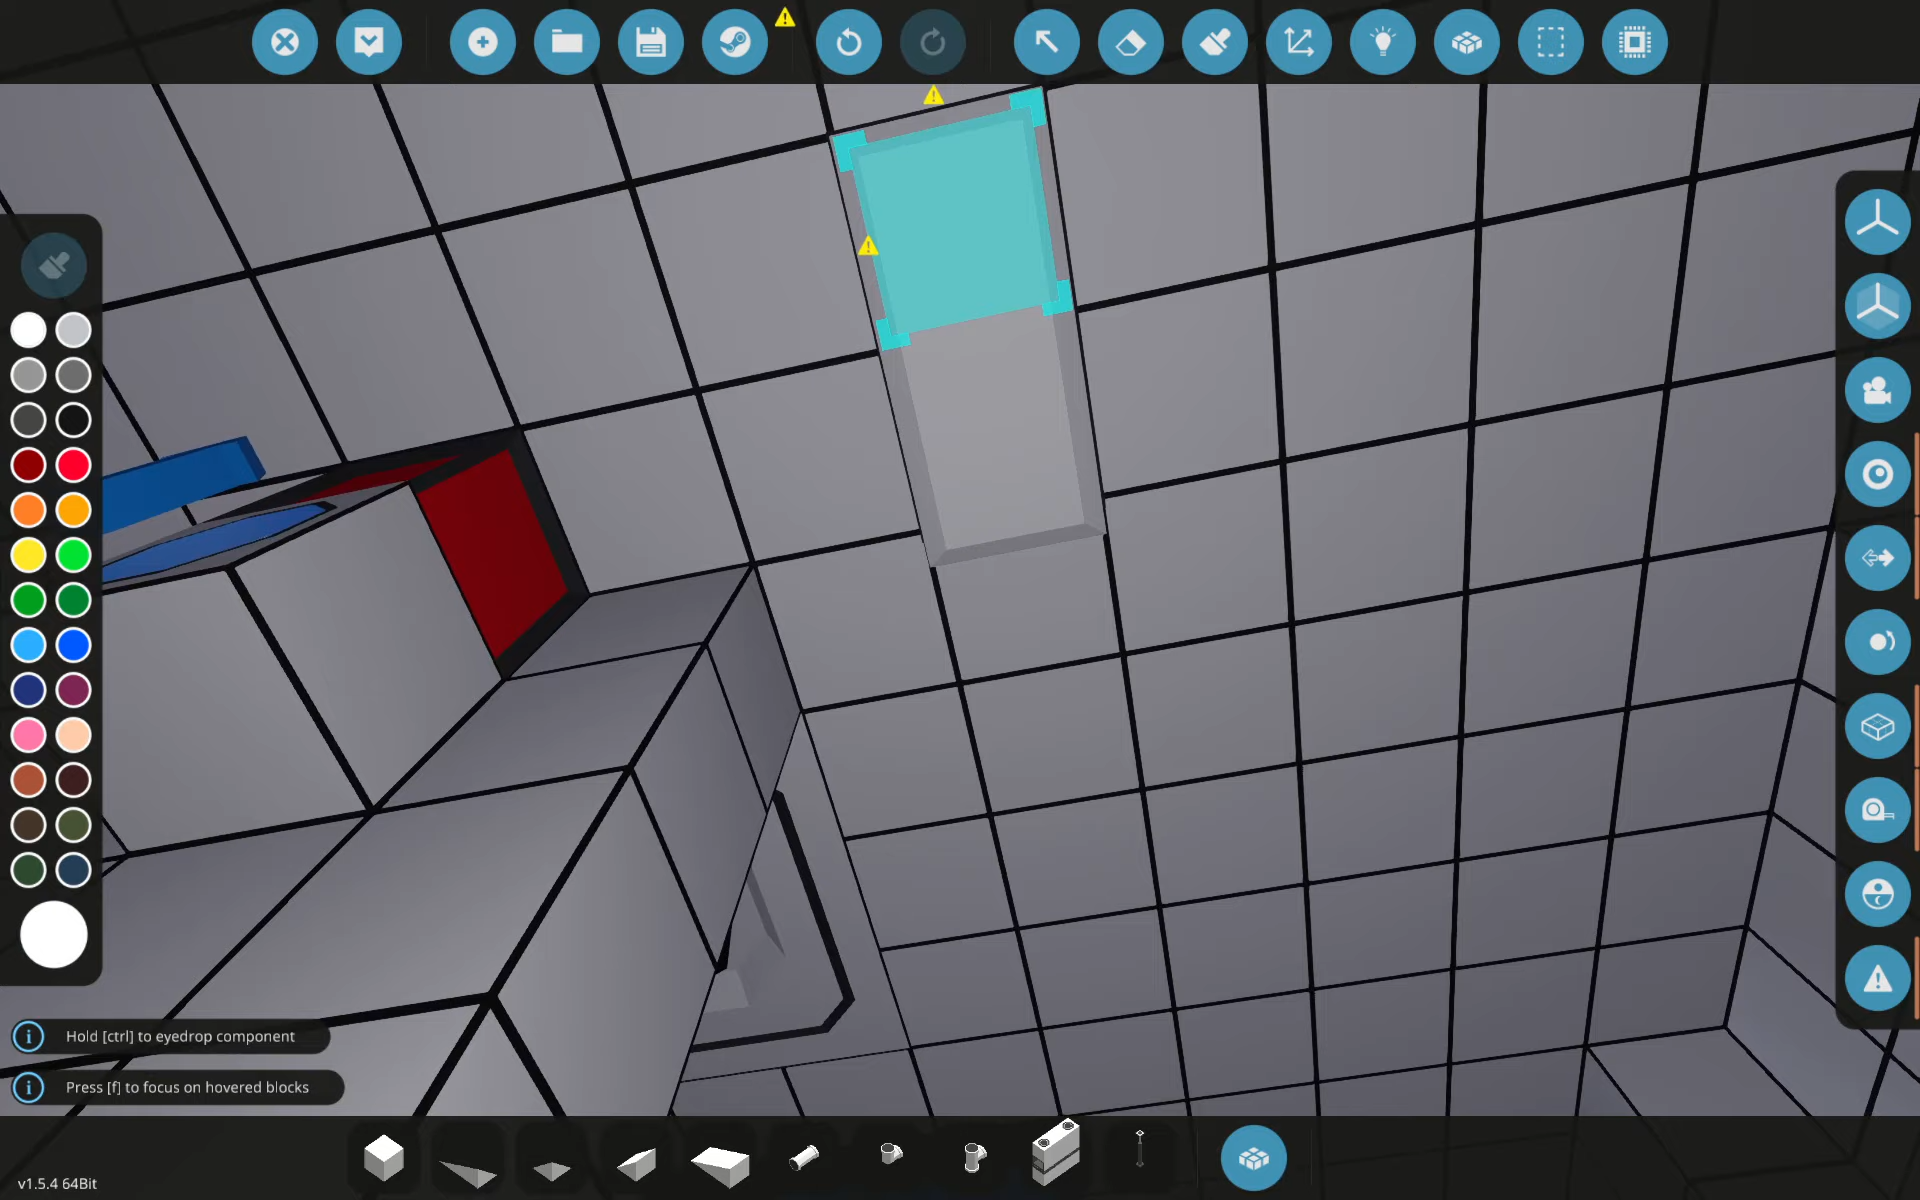 Hold [ctrl] to eyedrop component
Press [f] to focus on hovered blocks
v1.5.4 64Bit